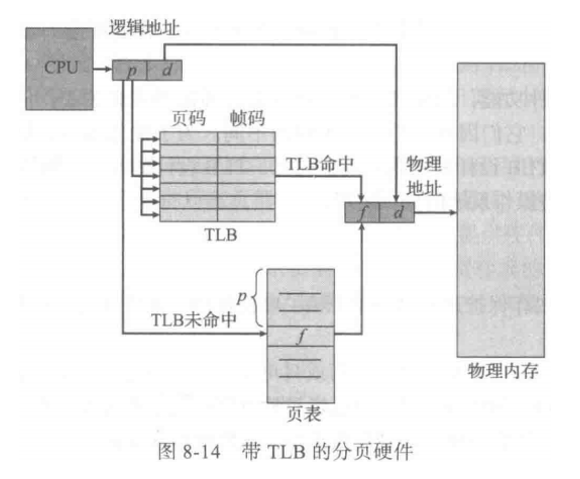 逻辑地址
CPU
p
d
页码
帧码
TLB命中
物理
地址
f
d
TLB
p
TLB未命中
f
页表
物理内存
图 8-14 带 TLB 的分页硬件